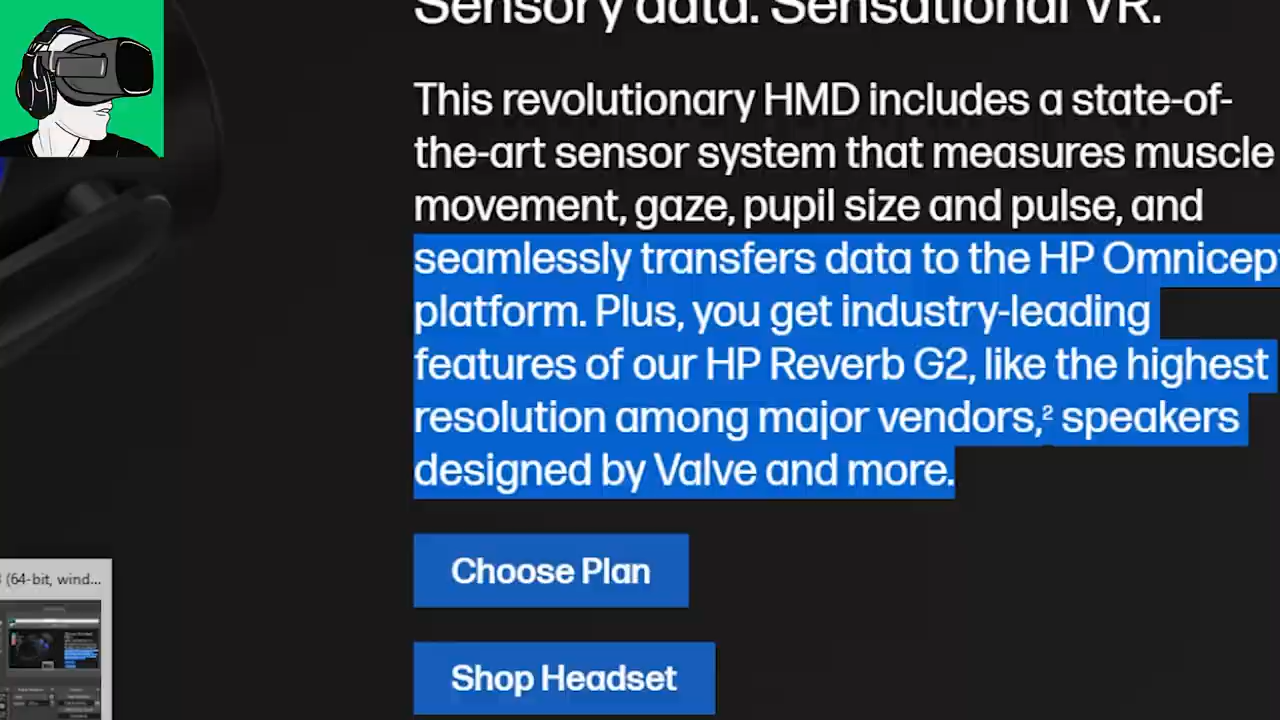 Sensory data. Sensational VR.
This revolutionary HMD includes a state-of-
the-art sensor system that measures muscle
movement, gaze, pupil size and pulse, and
seamlessly transfers data to the HP Omnicept
platform. Plus, you get industry-leading
features of our HP Reverb G2, like the highest
resolution among major vendors,² speakers
designed by Valve and more.
Choose Plan
Shop Headset
(64-bit, wind...